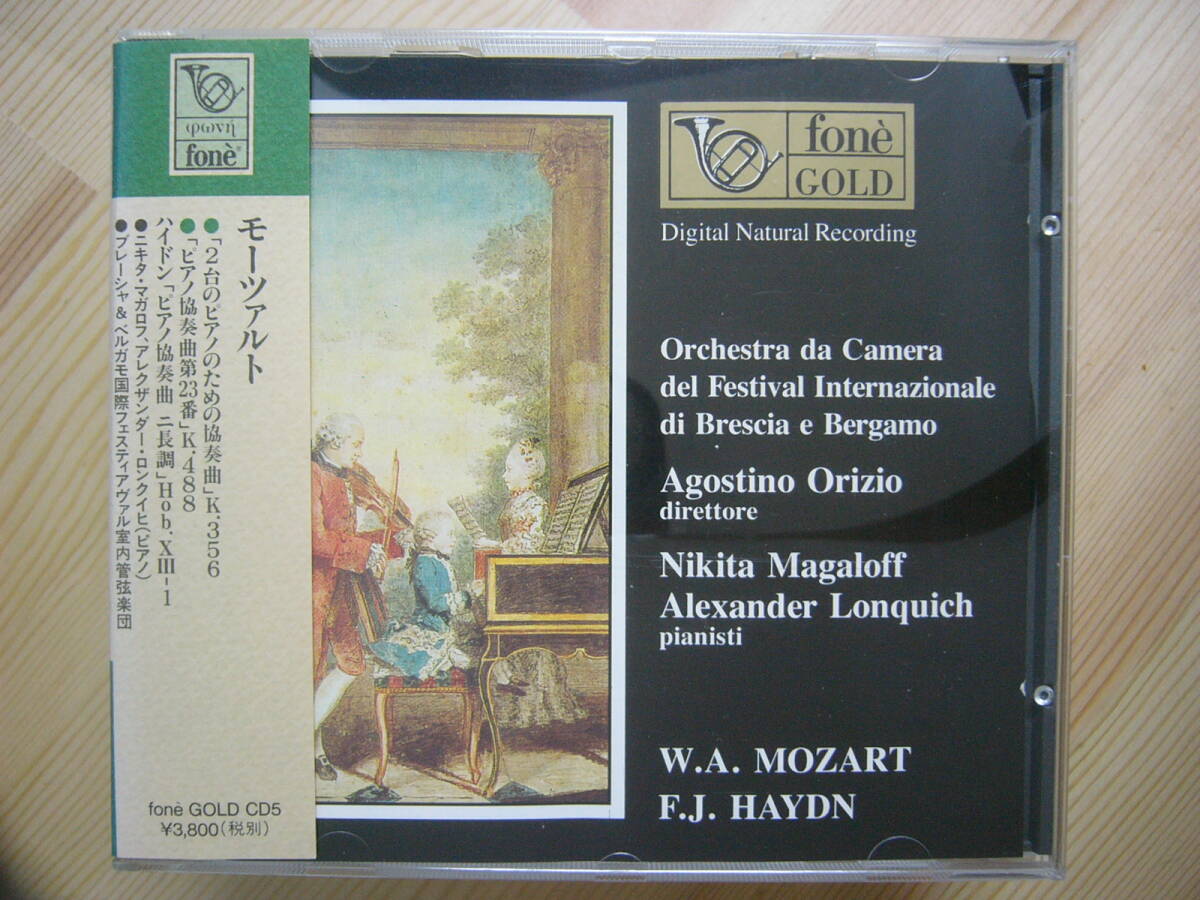 φωνή
fonè®
モーツァルト
●「2台のピアノのための協奏曲」K.356
●「ピアノ協奏曲第23番」K.488
ハイドン「ピアノ協奏曲 ニ長調」Hob.XIII-1
●ニキタ・マガロフ、アレクザンダー・ロンクイヒ(ピアノ)
●ブレーシャ&ベルガモ国際フェスティアヴァル室内管弦楽団
fonè GOLD CD5
¥3,800(税別)
fonè
GOLD
Digital Natural Recording
Orchestra da Camera
del Festival Internazionale
di Brescia e Bergamo
Agostino Orizio
direttore
Nikita Magaloff
Alexander Lonquich
pianisti
W.A. MOZART
F.J. HAYDN